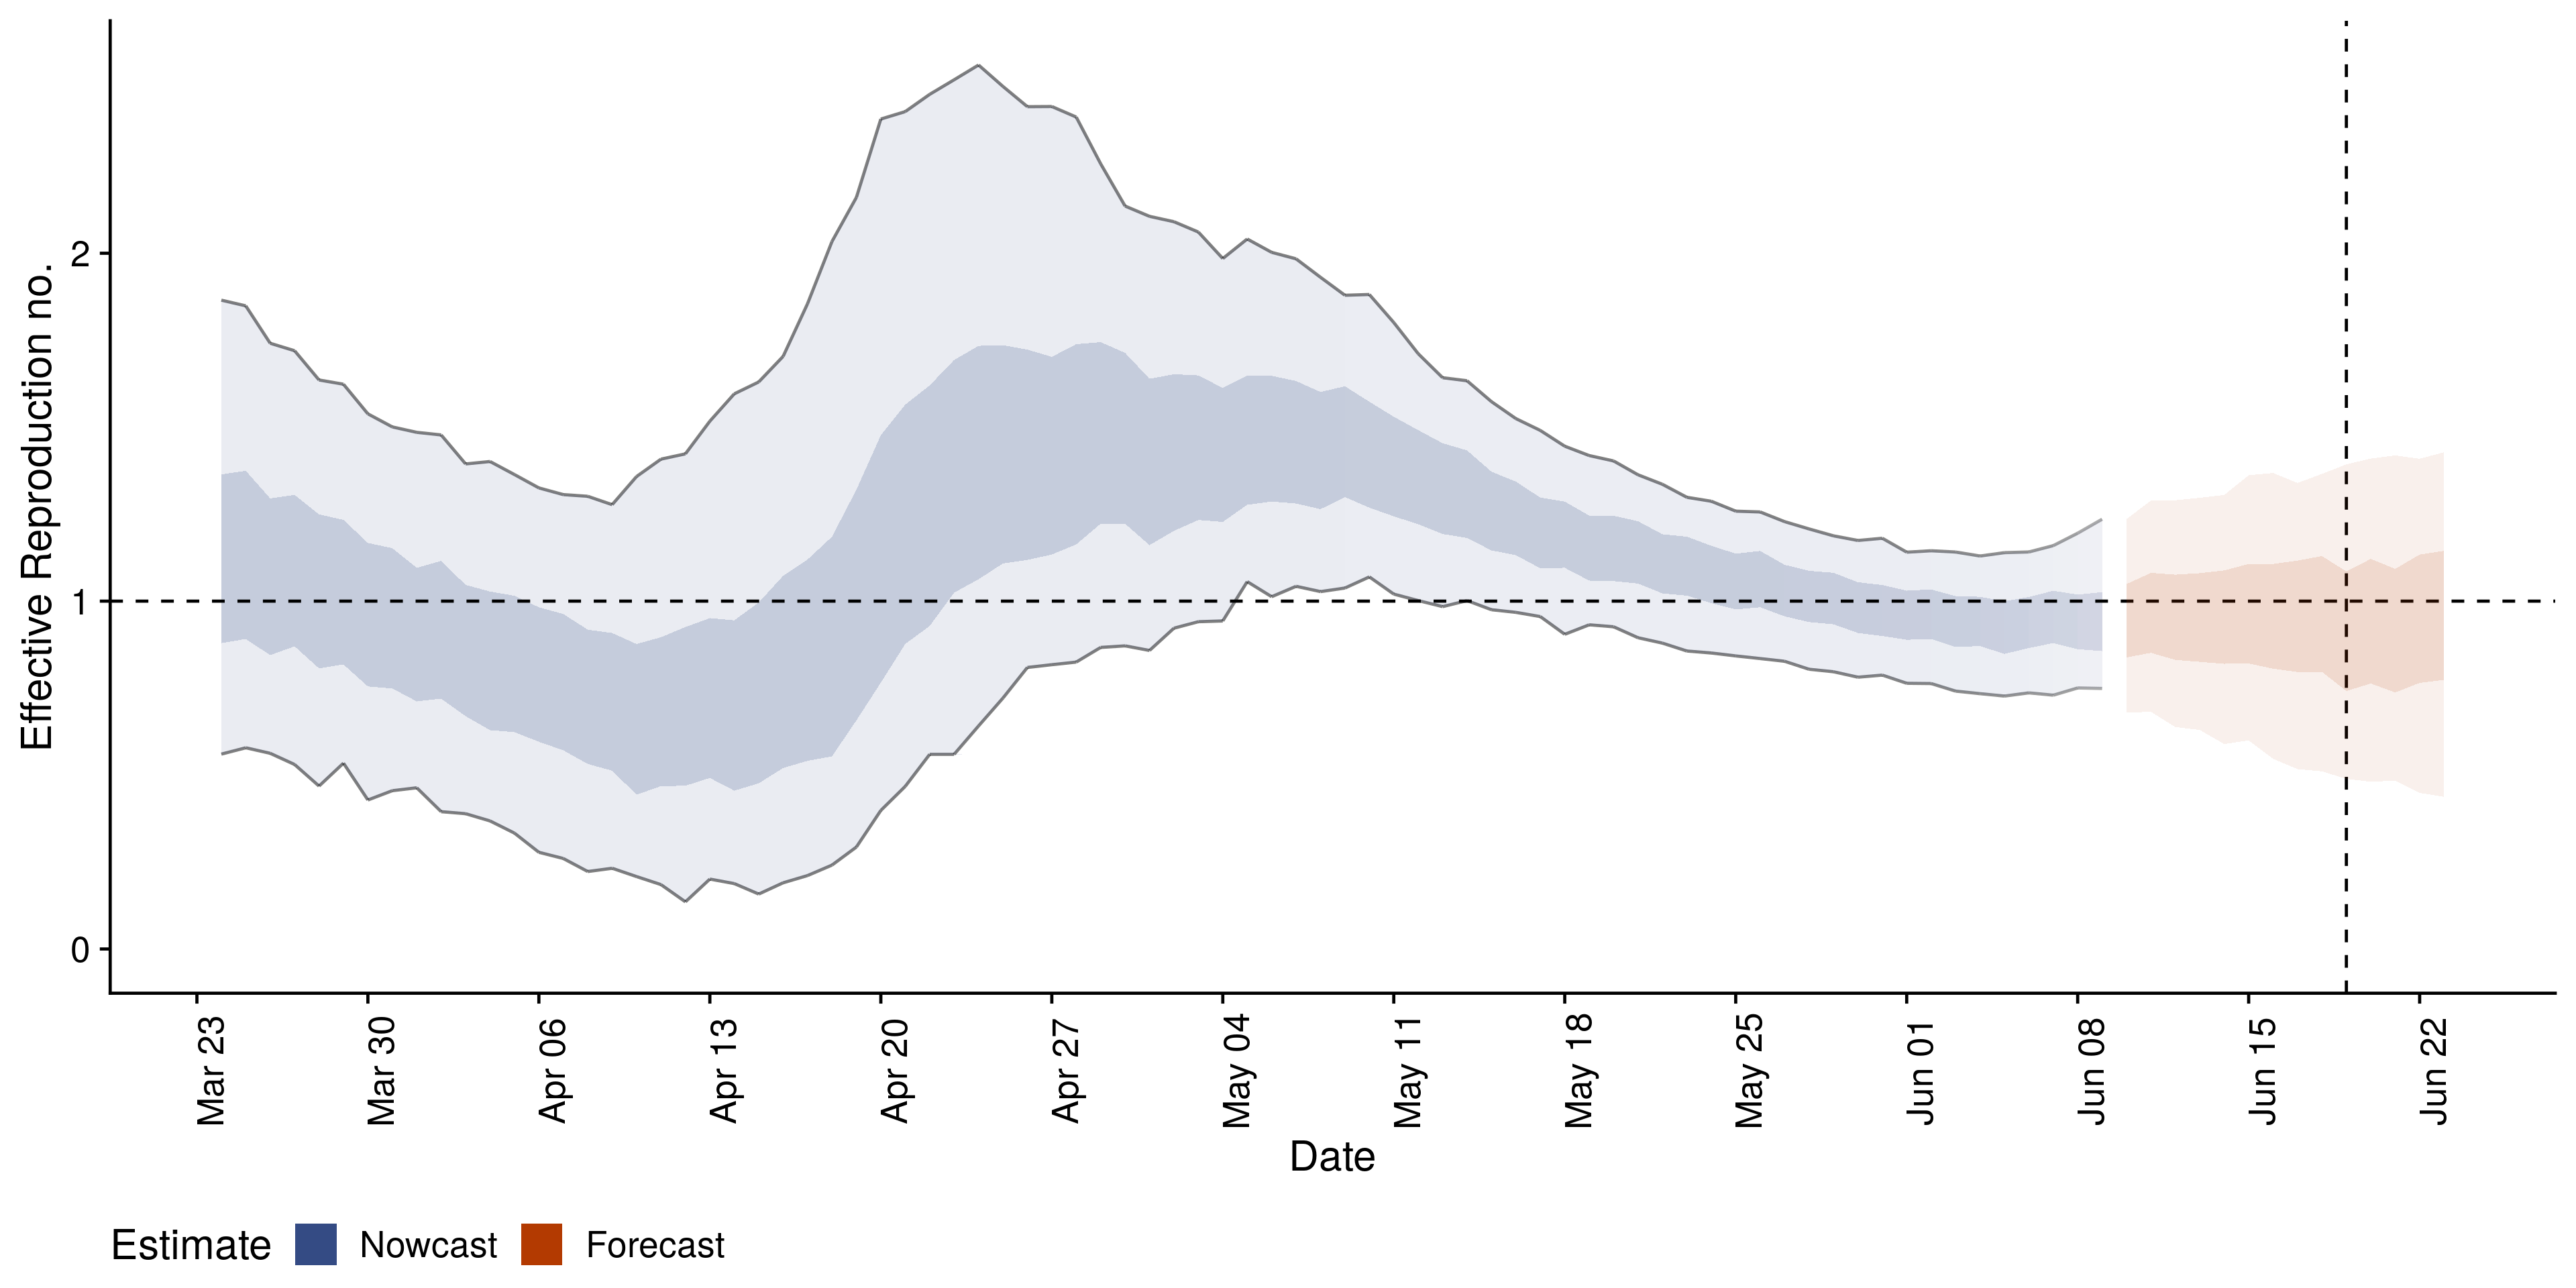 Effective Reproduction no.
2
1
0
Mar 23
Mar 30
Apr 06
Apr 13
Apr 20
Apr 27
May 04
May 11
May 18
May 25
Jun 01
Jun 08
Jun 15
Jun 22
Date
Estimate Nowcast Forecast